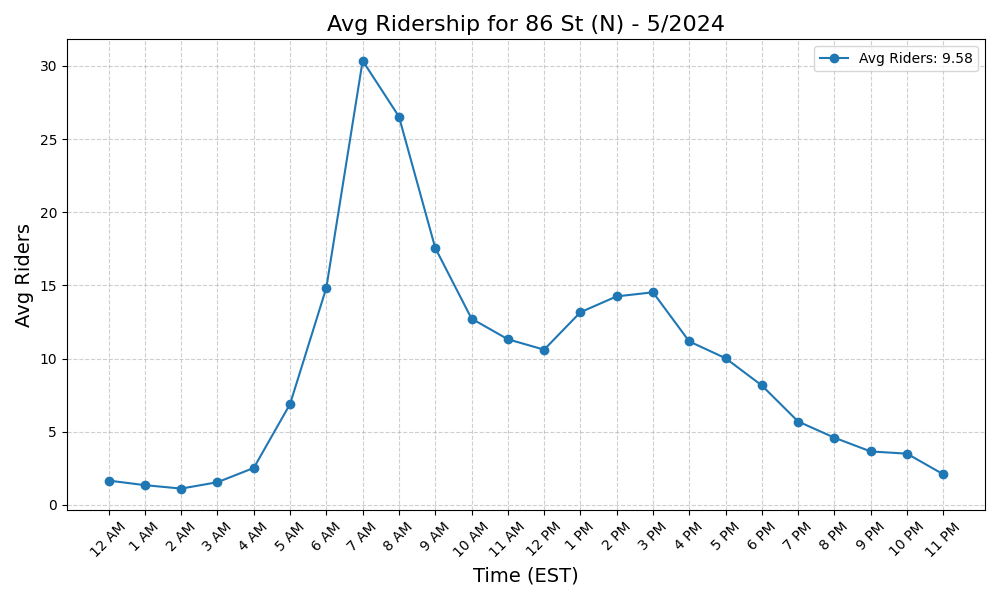 Avg Ridership for 86 St (N) - 5/2024
Avg Riders: 9.58
Avg Riders
30
25
20
15
10
5
0
12 AM
1 AM
2 AM
3 AM
4 AM
5 AM
6 AM
7 AM
8 AM
9 AM
10 AM
11 AM
12 PM
1 PM
2 PM
3 PM
4 PM
5 PM
6 PM
7 PM
8 PM
9 PM
10 PM
11 PM
Time (EST)